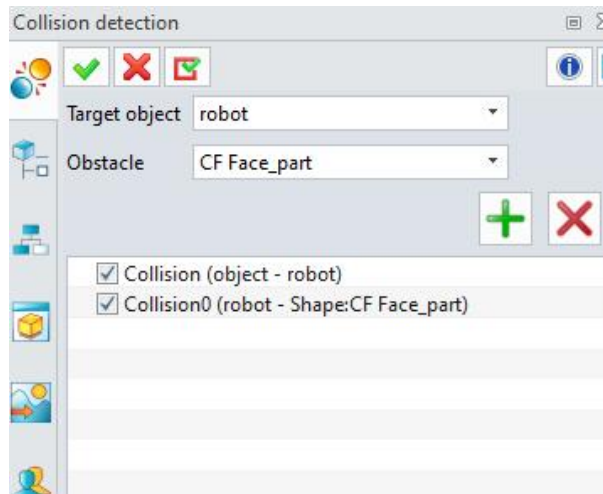 Collision detection
Target object robot
Obstacle CF Face_part
Collision (object - robot)
Collision0 (robot - Shape:CF Face_part)